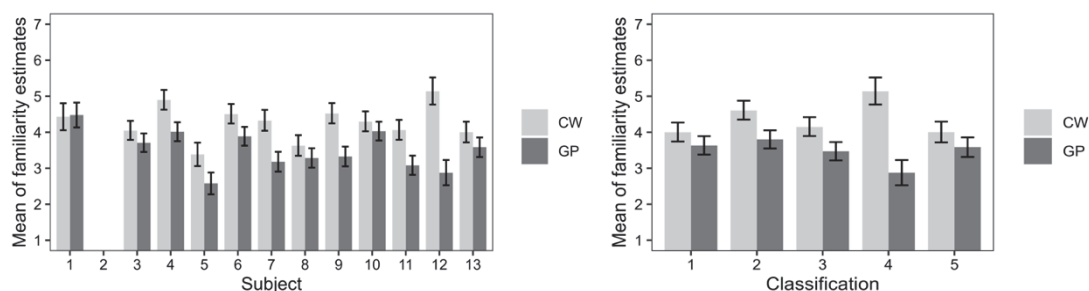 Mean of familiarity estimates
7
6
5
4
3
2
1
1 2 3 4 5 6 7 8 9 10 11 12 13
Subject
CW
GP
Mean of familiarity estimates
7
6
5
4
3
2
1
1 2 3 4 5
Classification
CW
GP